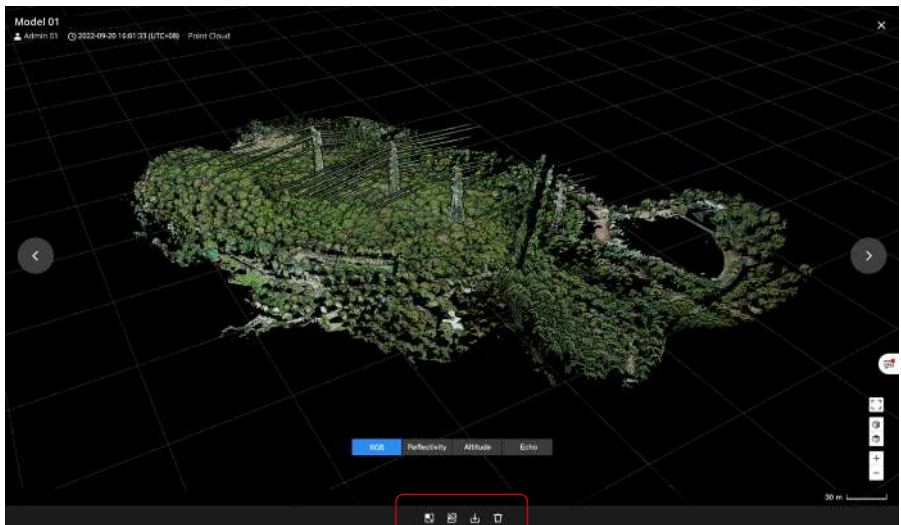 Model 01
Admin 01 2022-09-20 16:01:33 (UTC+08) Point Cloud
RGB Reflectivity Altitude Echo
30 m